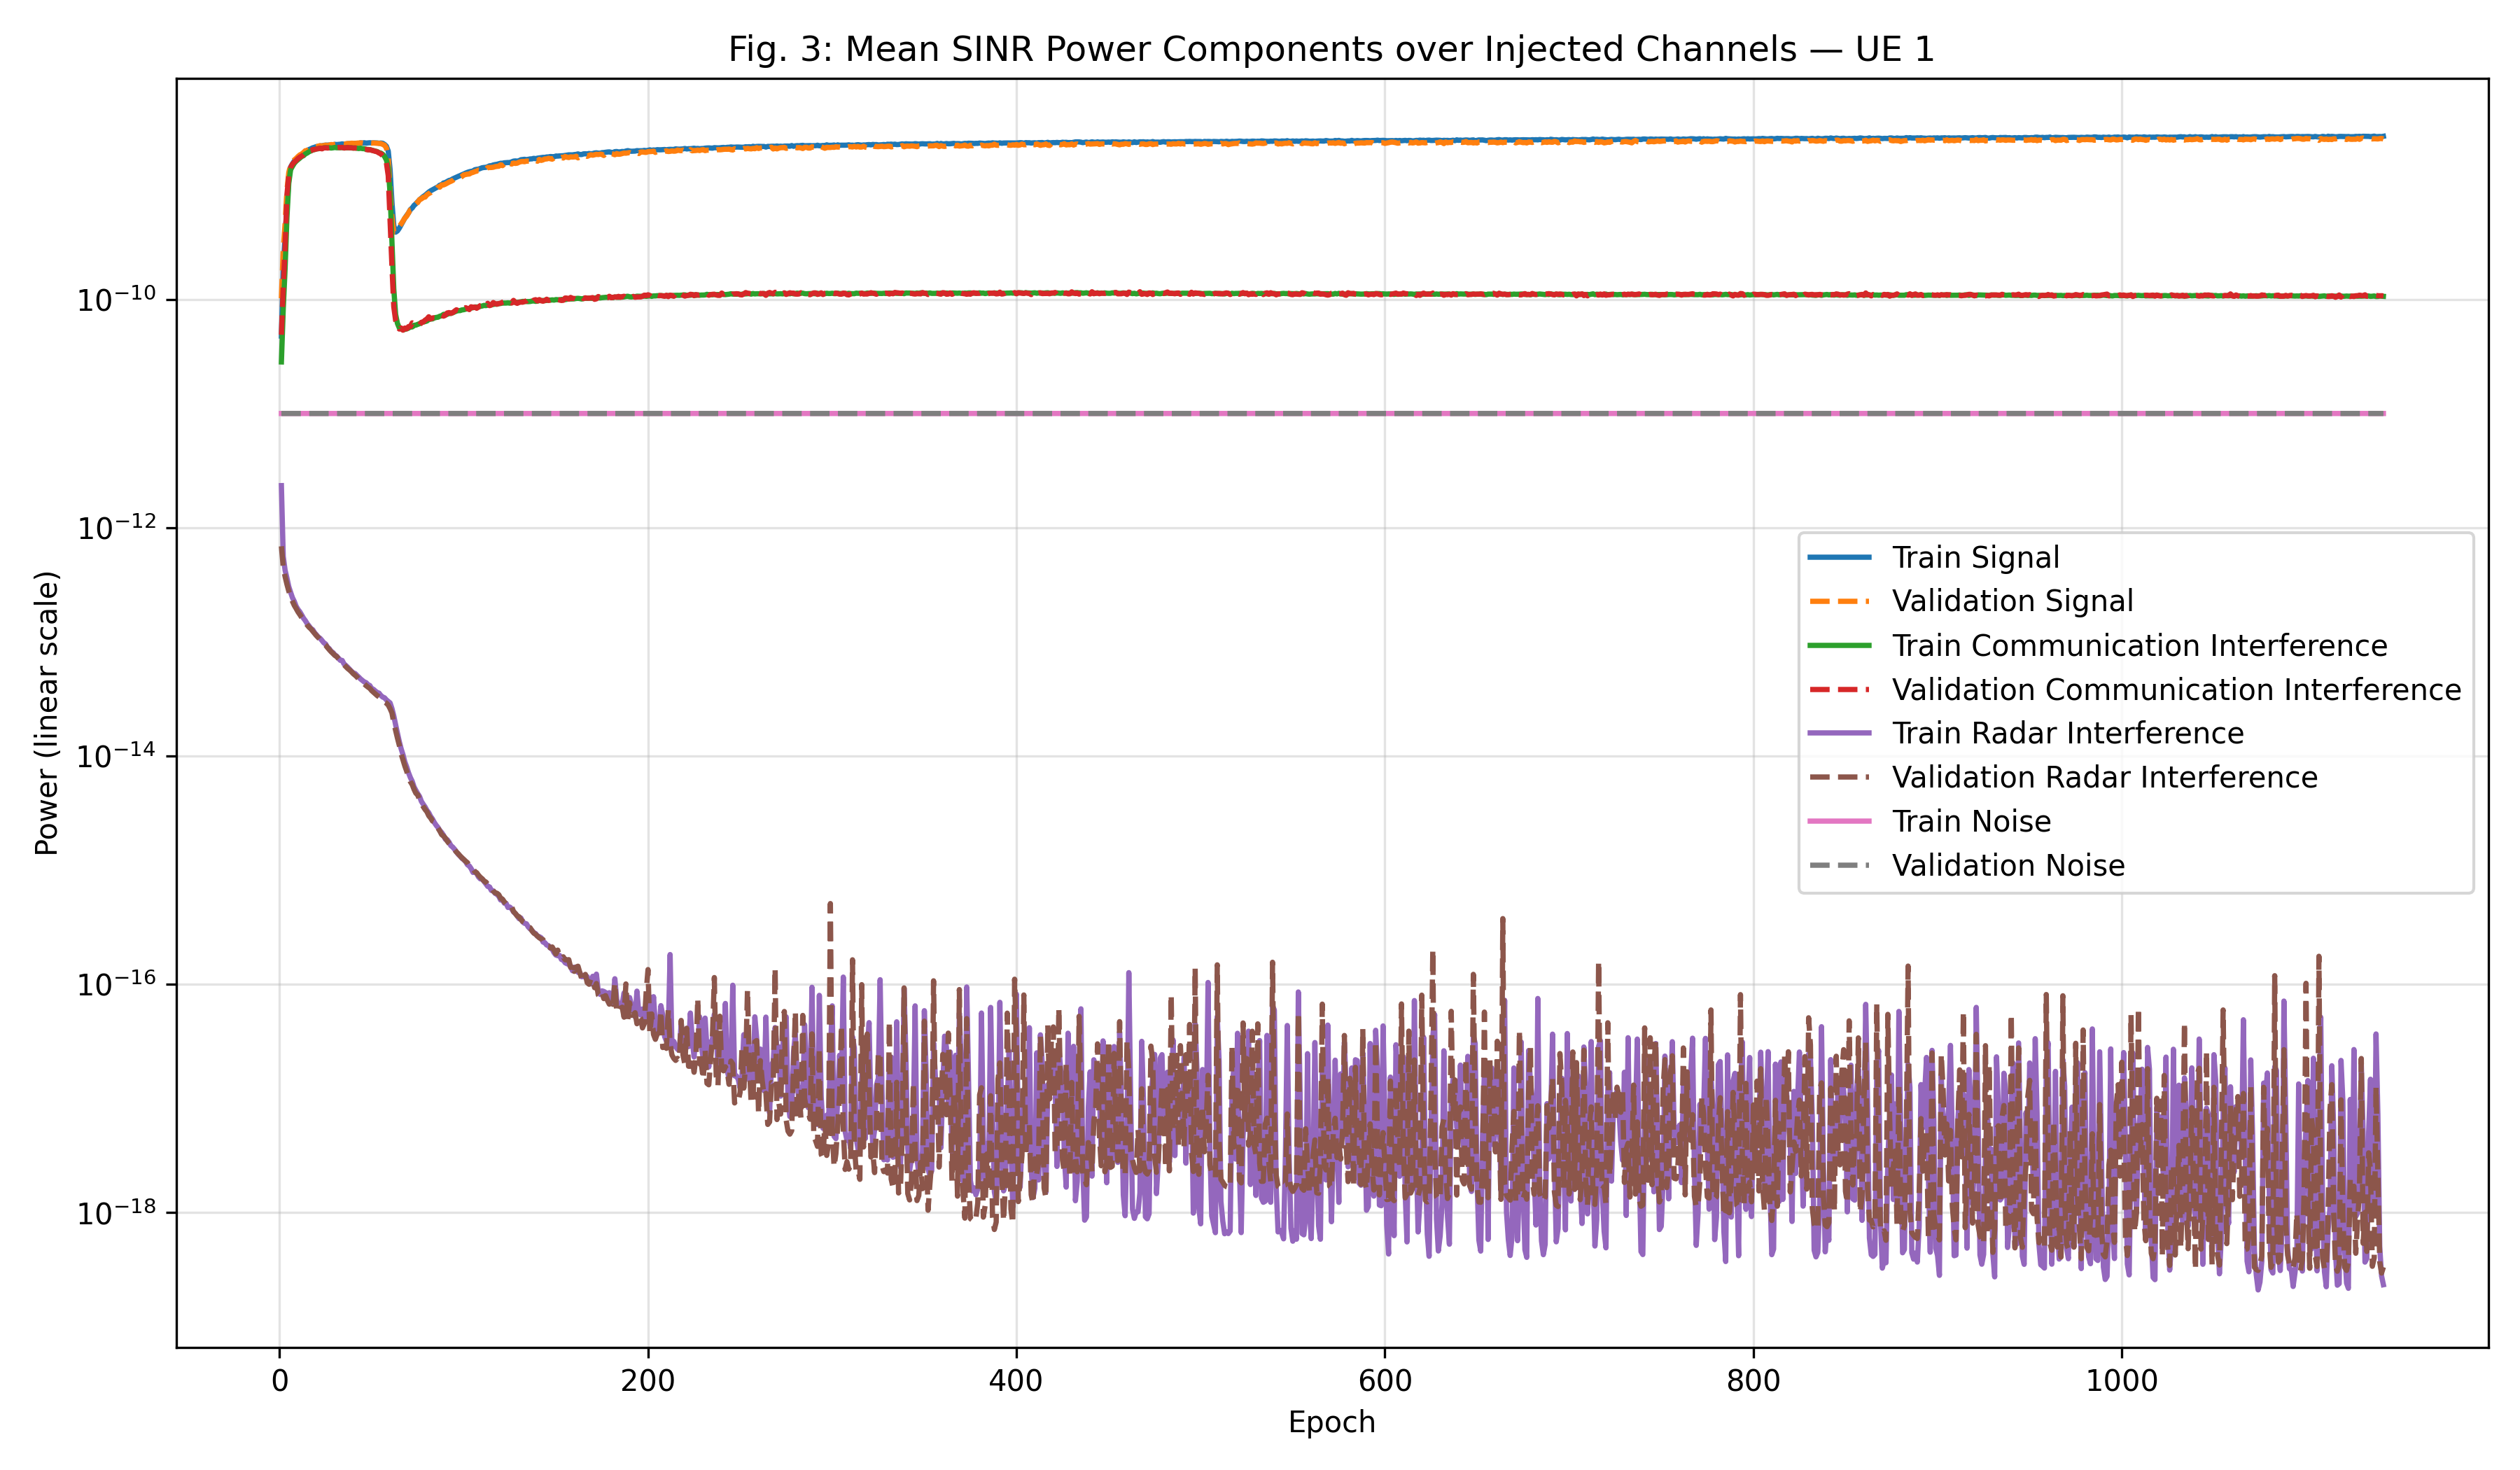 Fig. 3: Mean SINR Power Components over Injected Channels — UE 1
Power (linear scale)
10⁻¹⁰
10⁻¹²
10⁻¹⁴
10⁻¹⁶
10⁻¹⁸
Train Signal
Validation Signal
Train Communication Interference
Validation Communication Interference
Train Radar Interference
Validation Radar Interference
Train Noise
Validation Noise
0 200 400 600 800 1000
Epoch